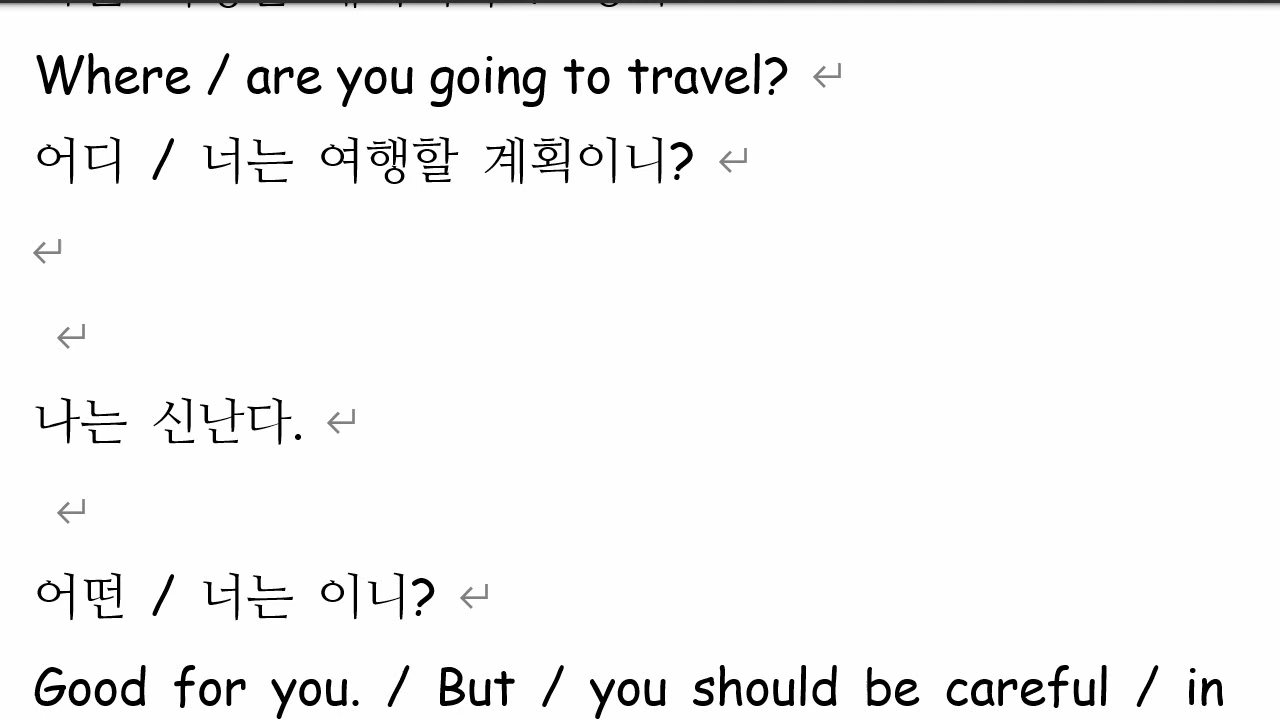 Where / are you going to travel?
어디 / 너는 여행할 계획이니?
나는 신난다.
어떤 / 너는 이니?
Good for you. / But / you should be careful / in